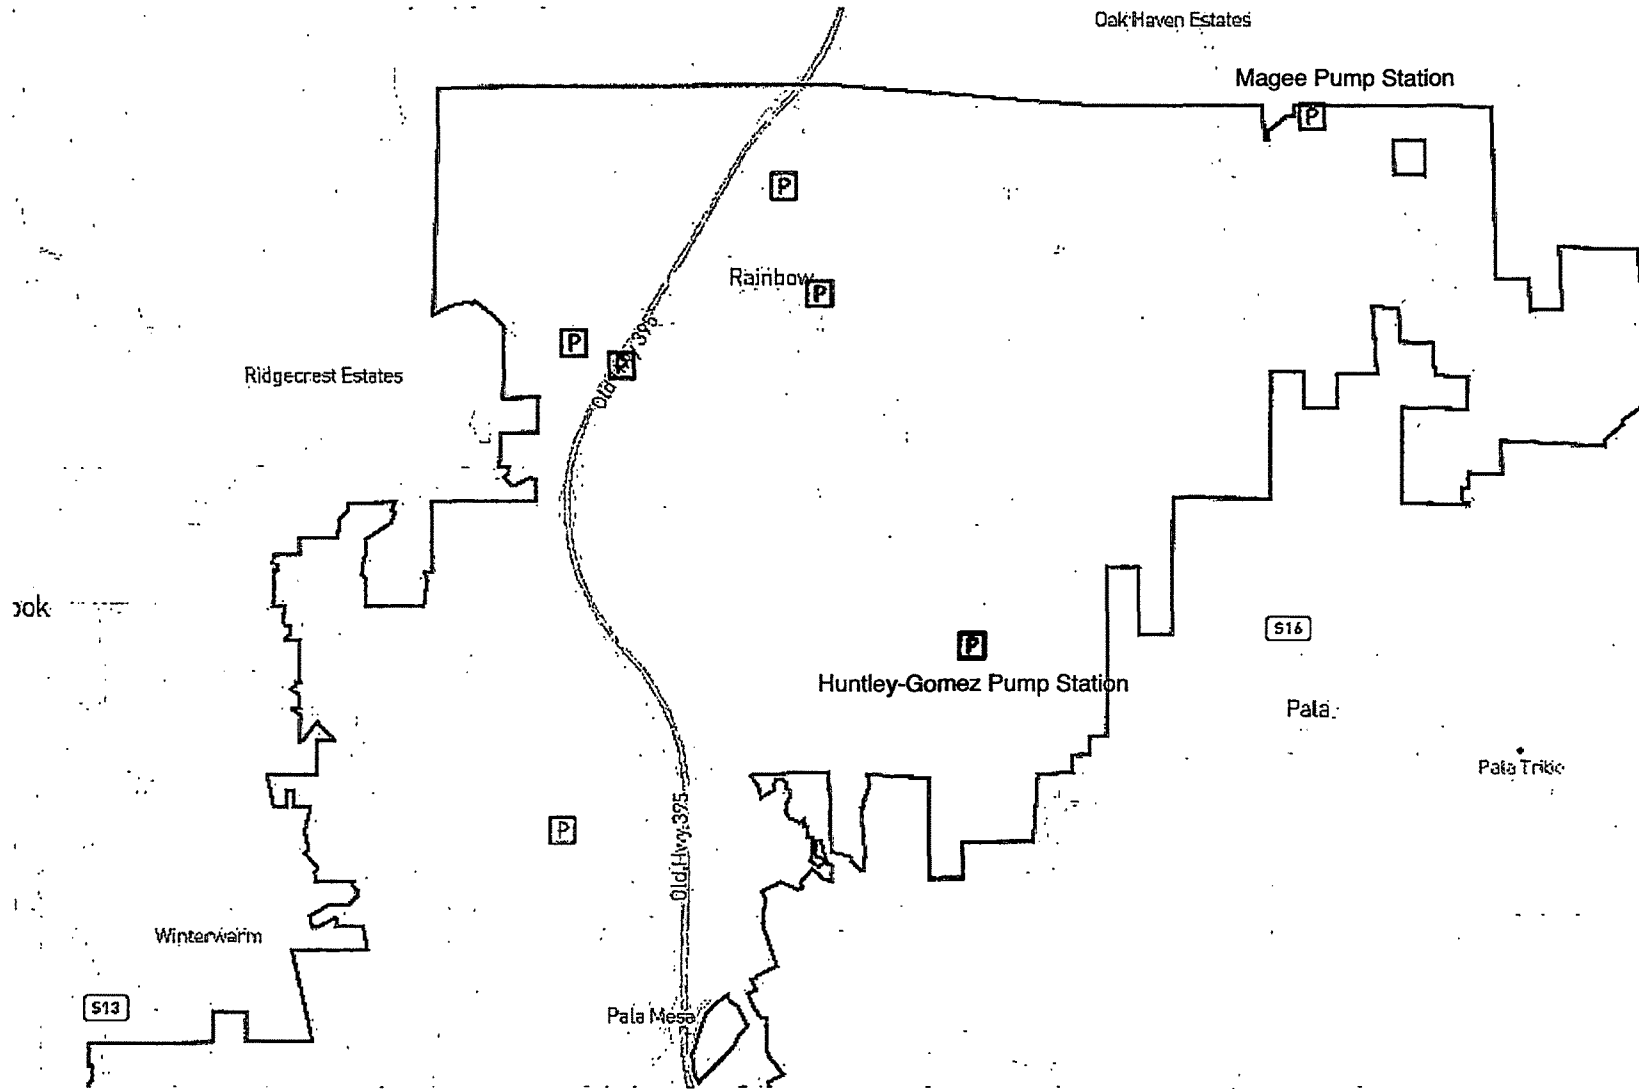 Oak Haven Estates
Magee Pump Station
P
P
Rainbow
P
P
Old Hwy 395
Ridgecrest Estates
ook
S16
P
Huntley-Gomez Pump Station
Pala
Pala Tribe
P
Old Hwy 395
Winterwarm
S13
Pala Mesa